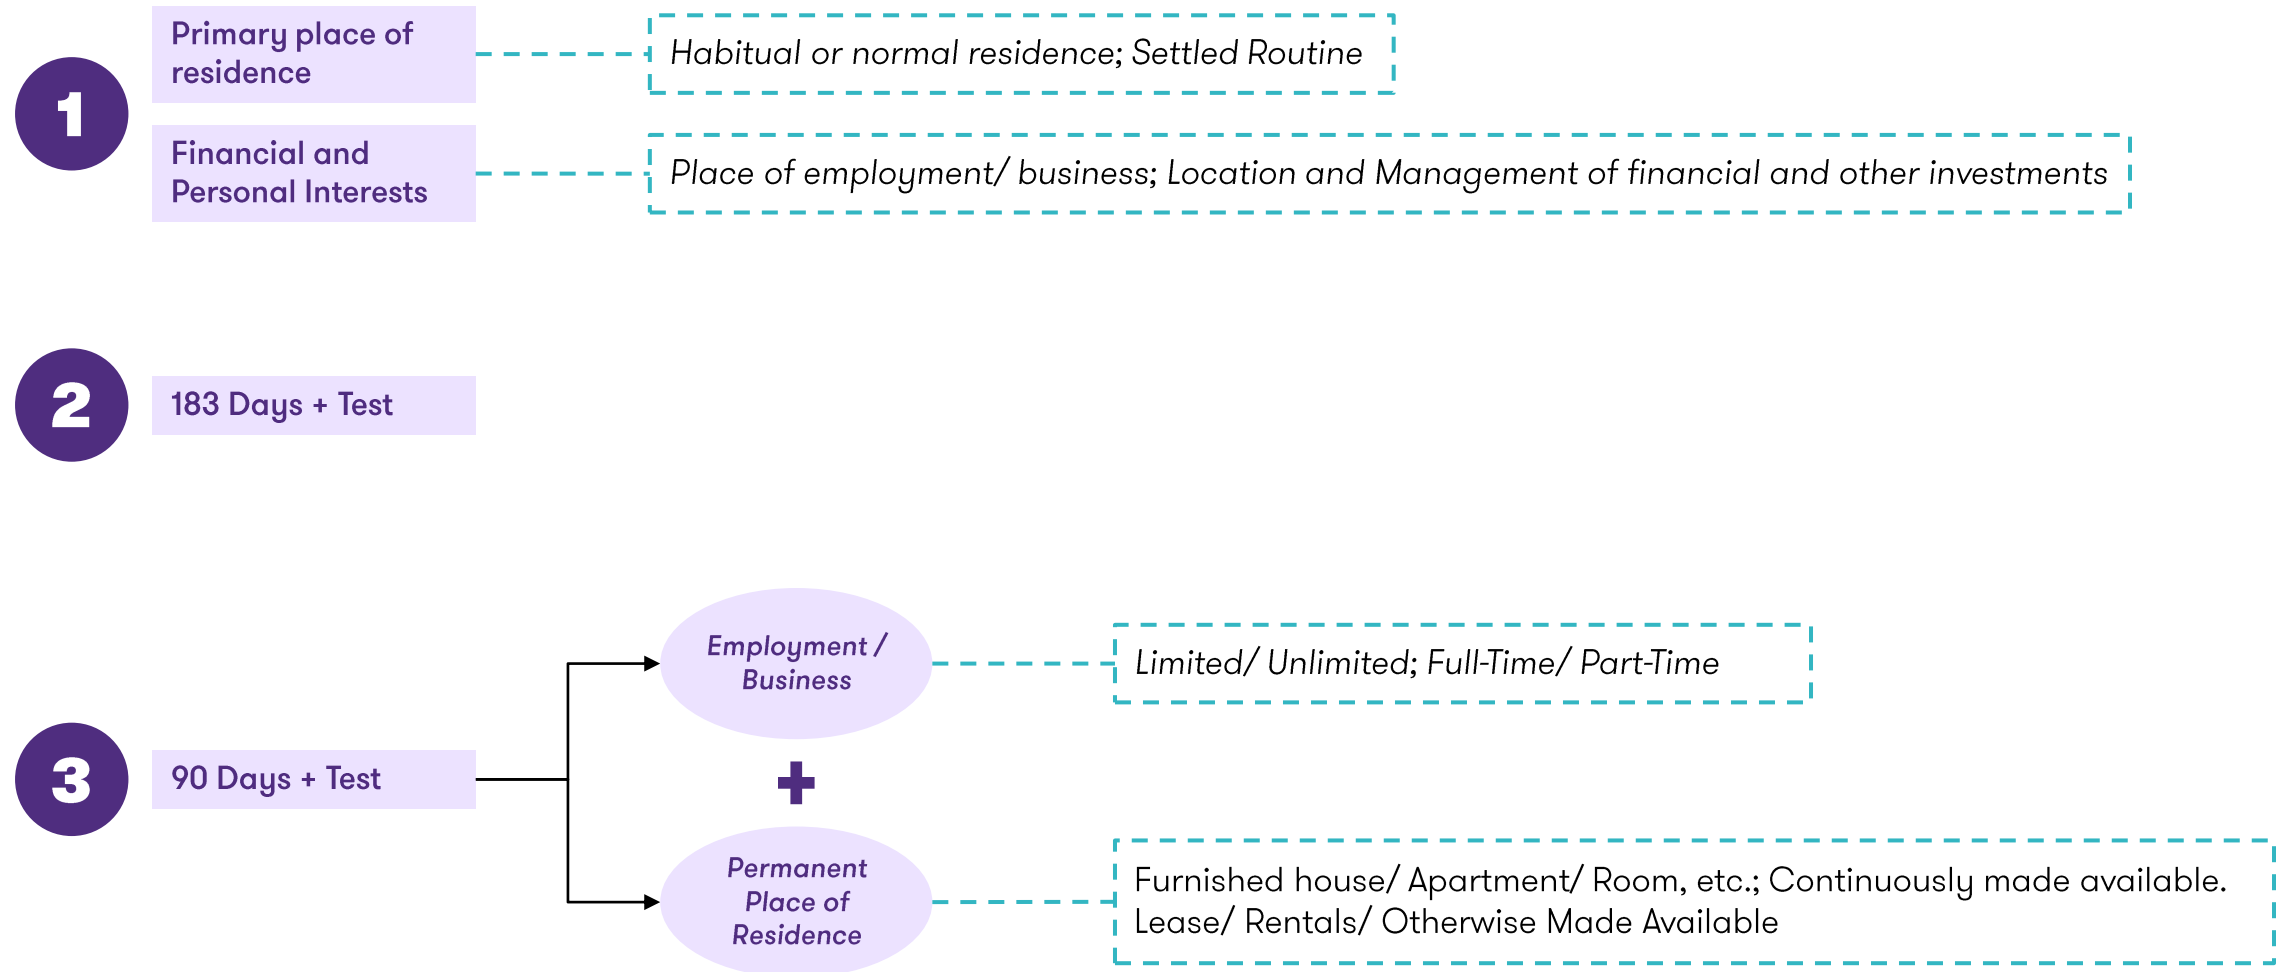 1
Primary place of
residence
Habitual or normal residence; Settled Routine
Financial and
Personal Interests
Place of employment/ business; Location and Management of financial and other investments
2
183 Days + Test
3
90 Days + Test
Employment /
Business
Limited/ Unlimited; Full-Time/ Part-Time
+
Permanent
Place of
Residence
Furnished house/ Apartment/ Room, etc.; Continuously made available.
Lease/ Rentals/ Otherwise Made Available